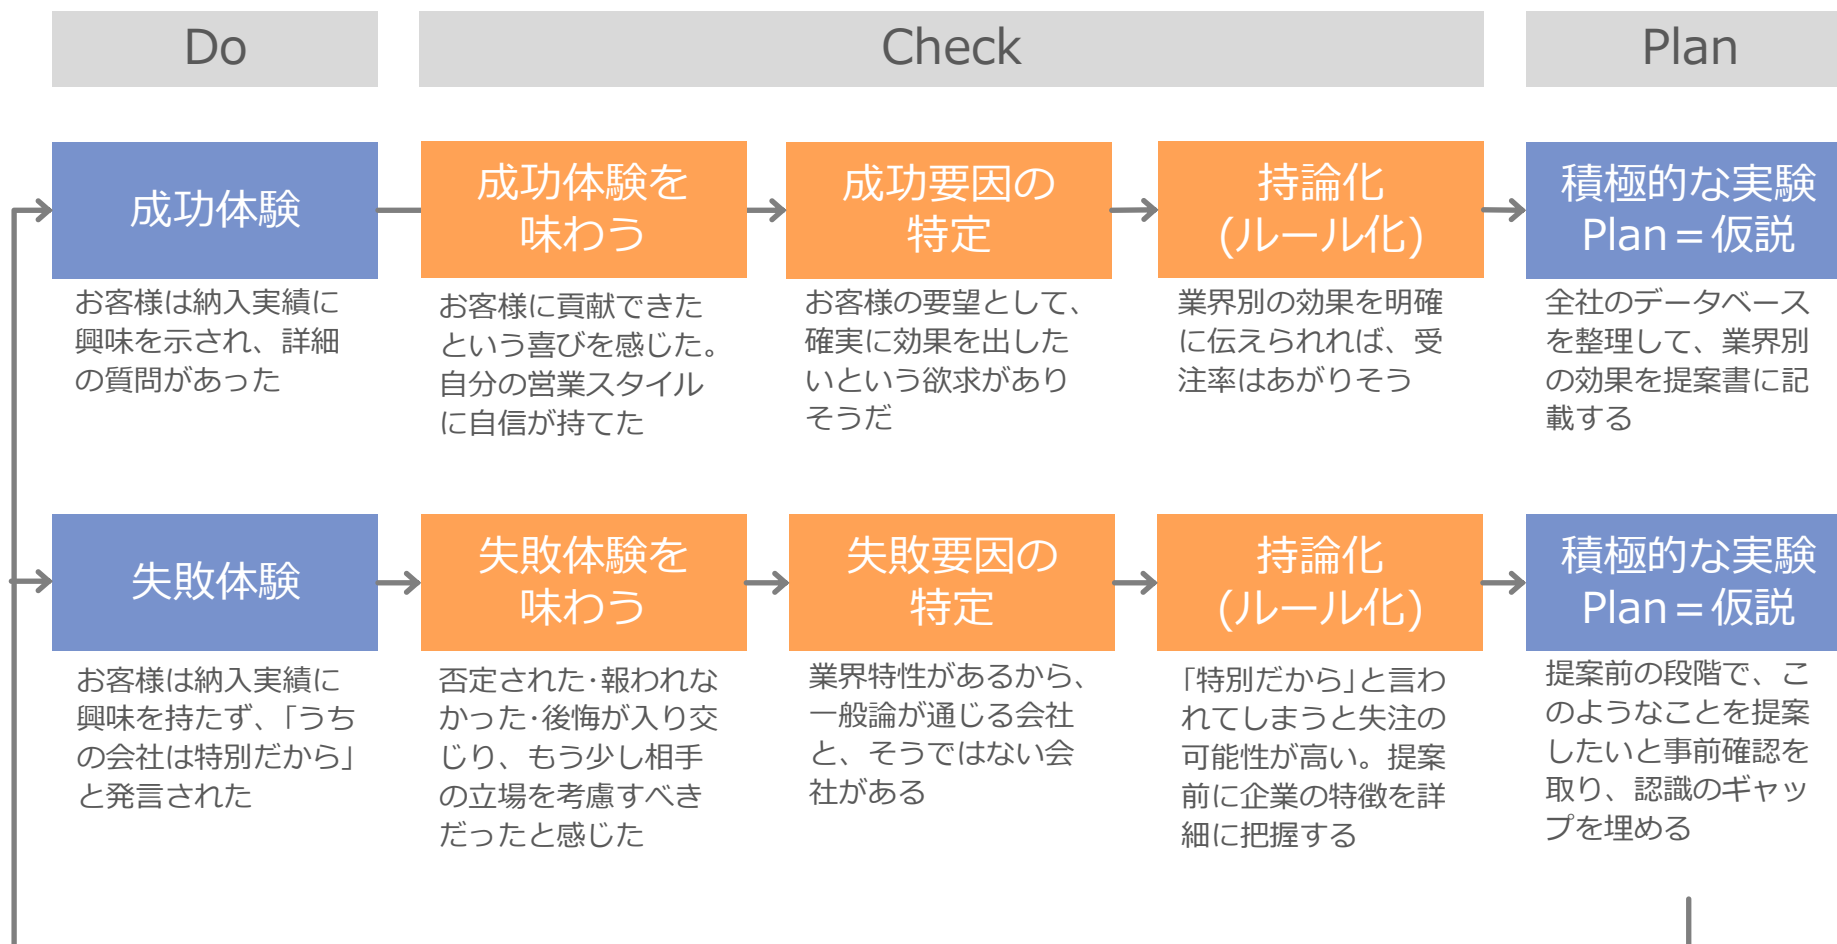 Do
Check
Plan
成功体験
成功体験を
味わう
成功要因の
特定
持論化
(ルール化)
積極的な実験
Plan＝仮説
お客様は納入実績に
興味を示され、詳細
の質問があった
お客様に貢献できた
という喜びを感じた。
自分の営業スタイル
に自信が持てた
お客様の要望として、
確実に効果を出した
いという欲求があり
そうだ
業界別の効果を明確
に伝えられれば、受
注率はあがりそう
全社のデータベース
を整理して、業界別
の効果を提案書に記
載する
失敗体験
失敗体験を
味わう
失敗要因の
特定
持論化
(ルール化)
積極的な実験
Plan＝仮説
お客様は納入実績に
興味を持たず、「うち
の会社は特別だから」
と発言された
否定された・報われな
かった・後悔が入り交
じり、もう少し相手
の立場を考慮すべき
だったと感じた
業界特性があるから、
一般論が通じる会社
と、そうではない会
社がある
「特別だから」と言わ
れてしまうと失注の
可能性が高い。提案
前に企業の特徴を詳
細に把握する
提案前の段階で、こ
のようなことを提案
したいと事前確認を
取り、認識のギャッ
プを埋める